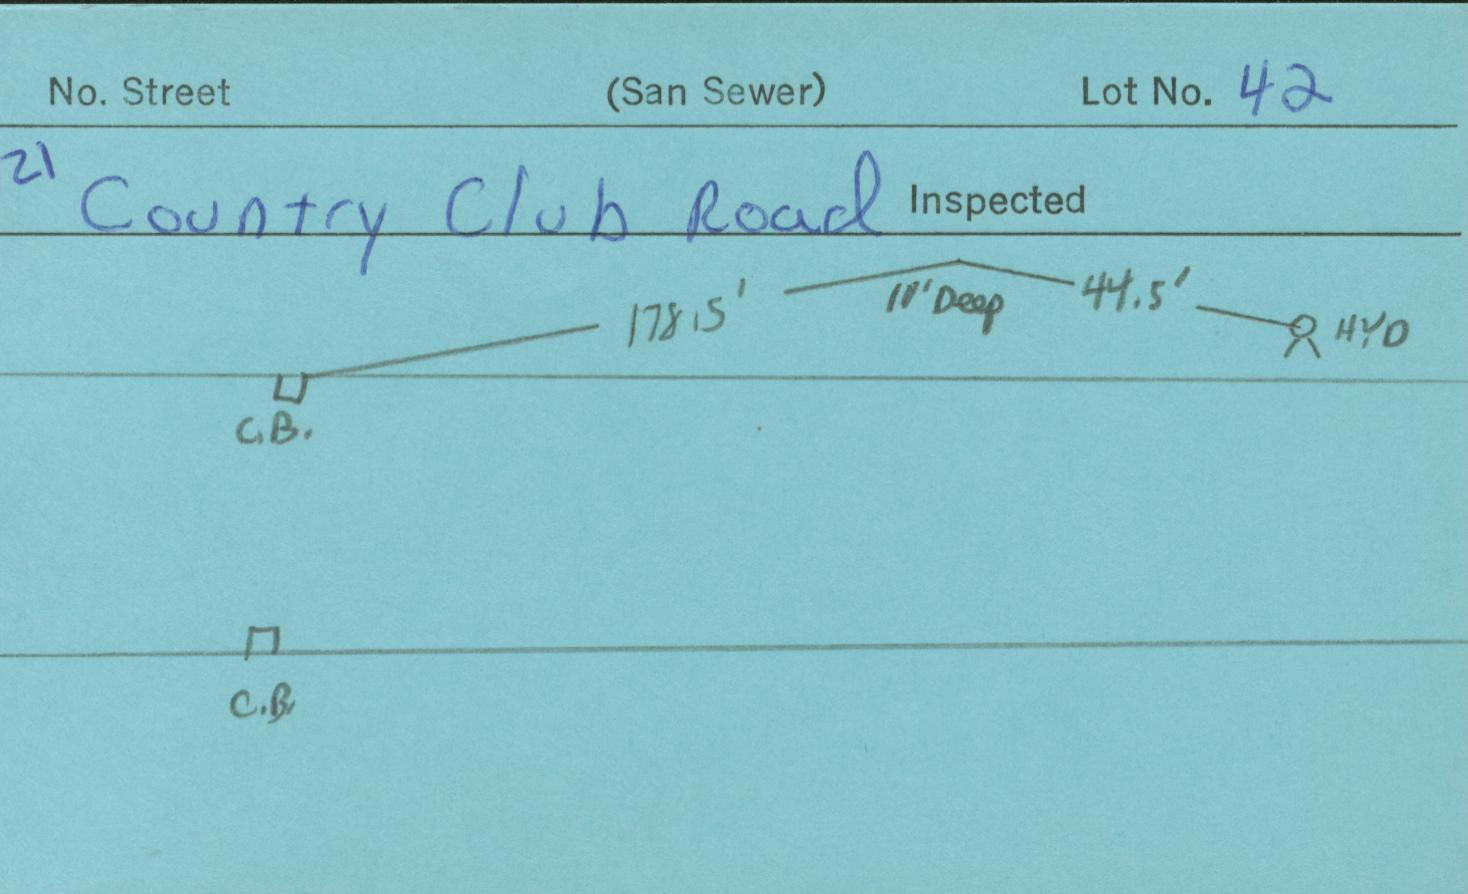 No. Street (San Sewer) Lot No. 42
21 Country Club Road Inspected
178.5' 11' Deep 44.5' HYD
C.B.
C.B.